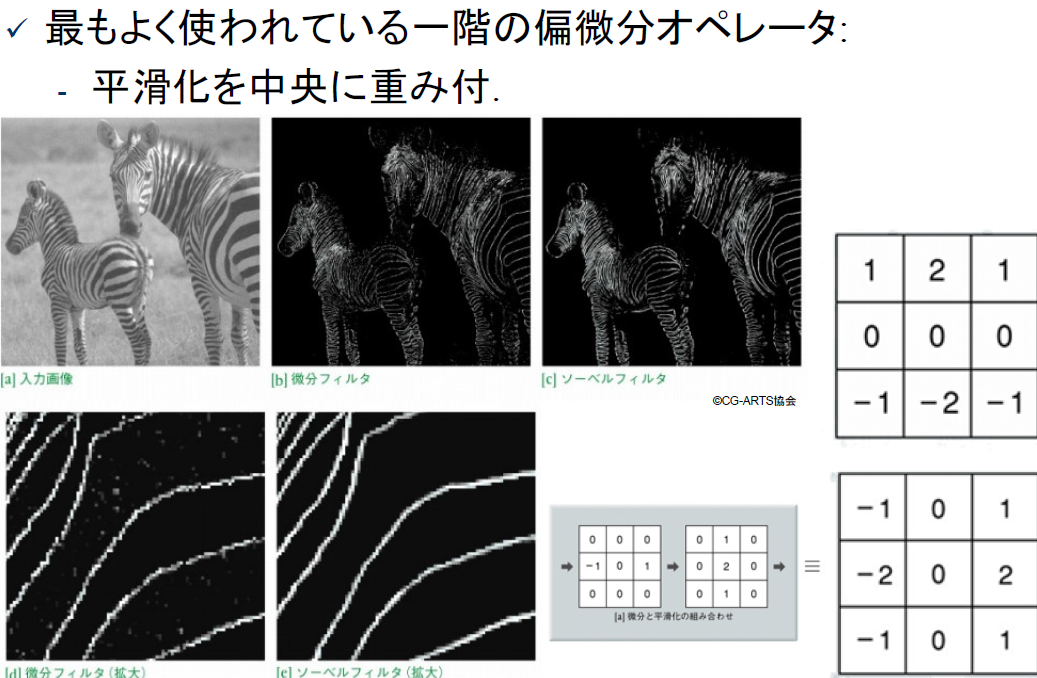 ✓ 最もよく使われている一階の偏微分オペレータ:
- 平滑化を中央に重み付.
[a] 入力画像
[b] 微分フィルタ
[c] ソーベルフィルタ
©CG-ARTS協会
1 2 1
0 0 0
-1 -2 -1
[d] 微分フィルタ(拡大)
[e] ソーベルフィルタ(拡大)
0 0 0
-1 0 1
0 0 0
0 1 0
0 2 0
0 1 0
[a] 微分と平滑化の組み合わせ
≡
-1 0 1
-2 0 2
-1 0 1